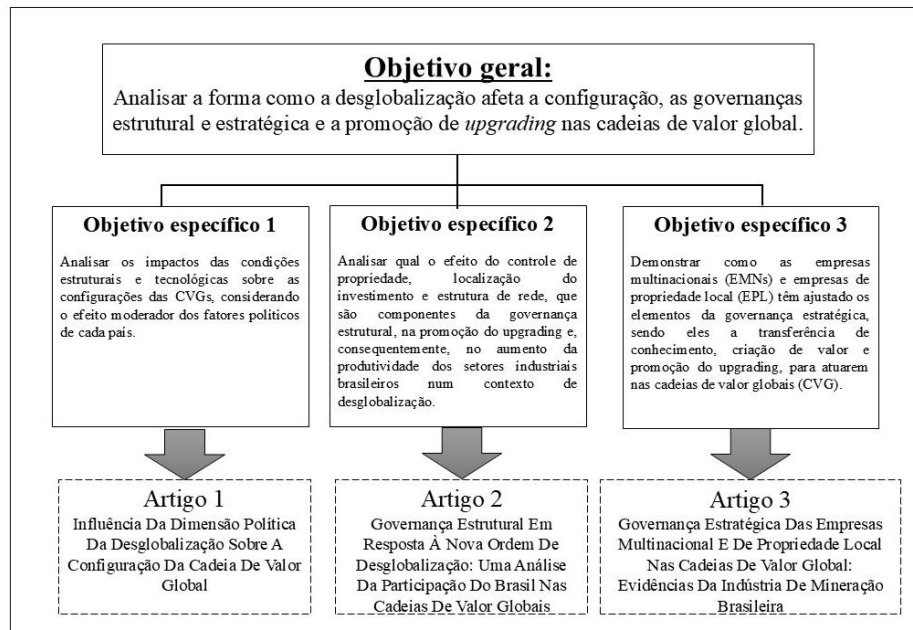 Objetivo geral:
Analisar a forma como a desglobalização afeta a configuração, as governanças
estrutural e estratégica e a promoção de upgrading nas cadeias de valor global.
Objetivo específico 1
Analisar os impactos das condições
estruturais e tecnológicas sobre as
configurações das CVGs, considerando
o efeito moderador dos fatores políticos
de cada pais.
Objetivo específico 2
Analisar qual o efeito do controle de
propriedade, localização do
investimento e estrutura de rede, que
são componentes da governança
estrutural, na promoção do upgrading e,
consequentemente, no aumento da
produtividade dos setores industriais
brasileiros num contexto de
desglobalização.
Objetivo específico 3
Demonstrar como as empresas
multinacionais (EMNs) e empresas de
propriedade local (EPL) têm ajustado os
elementos da governança estratégica,
sendo eles a transferência de
conhecimento, criação de valor e
promoção do upgrading, para atuarem
nas cadeias de valor globais (CVG).
Artigo 1
Influência Da Dimensão Política
Da Desglobalização Sobre A
Configuração Da Cadeia De Valor
Global
Artigo 2
Governança Estrutural Em
Resposta À Nova Ordem De
Desglobalização: Uma Análise
Da Participação Do Brasil Nas
Cadeias De Valor Globais
Artigo 3
Governança Estratégica Das Empresas
Multinacional E De Propriedade Local
Nas Cadeias De Valor Global:
Evidências Da Indústria De Mineração
Brasileira